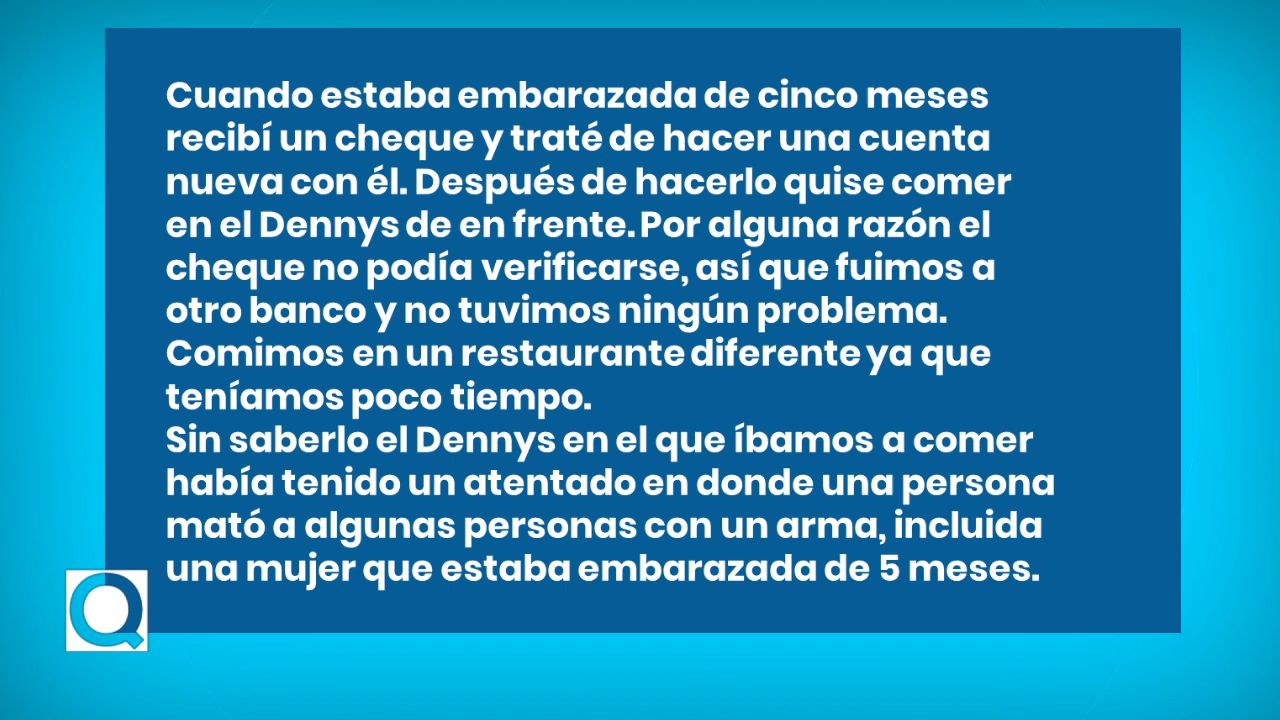 Cuando estaba embarazada de cinco meses
recibí un cheque y traté de hacer una cuenta
nueva con él. Después de hacerlo quise comer
en el Dennys de en frente. Por alguna razón el
cheque no podía verificarse, así que fuimos a
otro banco y no tuvimos ningún problema.
Comimos en un restaurante diferente ya que
teníamos poco tiempo.
Sin saberlo el Dennys en el que íbamos a comer
había tenido un atentado en donde una persona
mató a algunas personas con un arma, incluida
una mujer que estaba embarazada de 5 meses.
Q